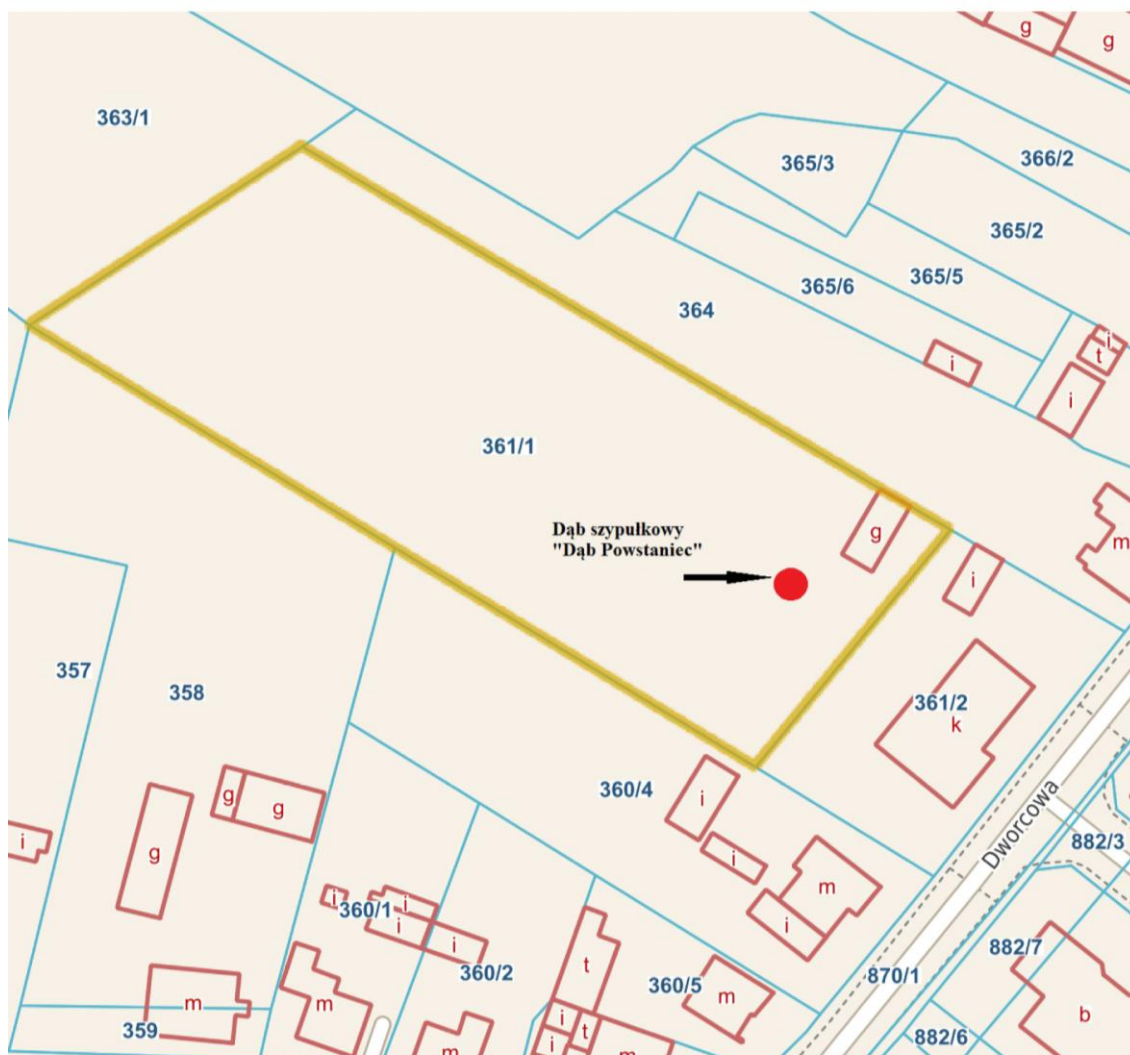 g
g
363/1
365/3
366/2
365/2
365/5
365/6
364
i
i
t
i
361/1
Dąb szypułkowy
"Dąb Powstaniec"
g
m
i
357
358
361/2
k
360/4
i
g
g
g
i
i
Dworcowa
882/3
m
i
i
360/1
i
i
i
360/2
t
360/5
m
882/7
870/1
m
m
359
i
t
i
m
m
b
882/6